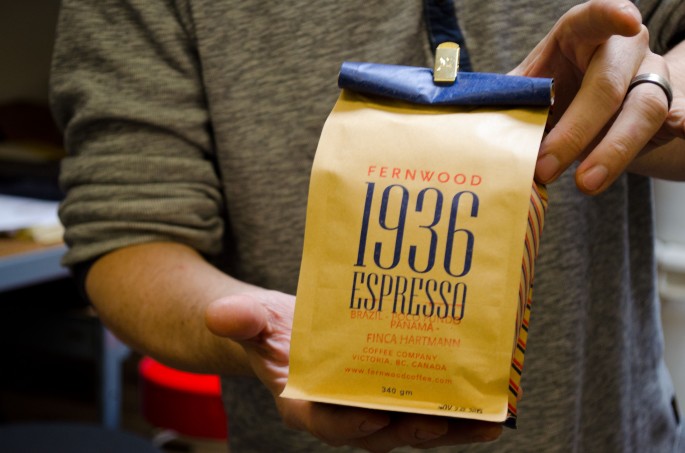 FERNWOOD
1936
ESPRESSO
BRAZIL -
PANAMA -
FINCA HARTMANN
COFFEE COMPANY
VICTORIA, BC, CANADA
www.fernwoodcoffee.com
340 gm